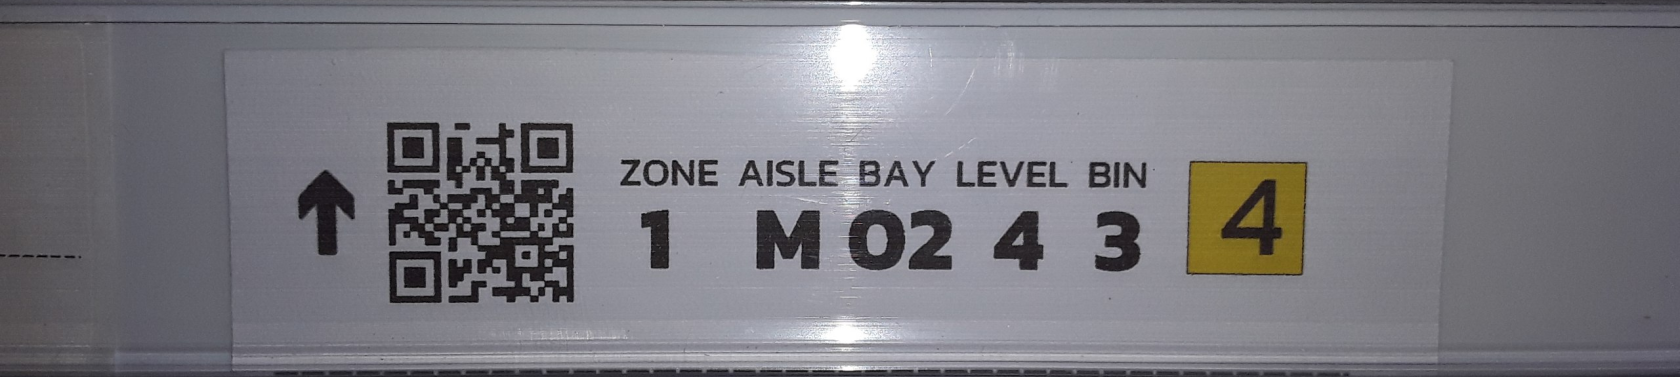 ZONE AISLE BAY LEVEL BIN
1 M 02 4 3
4